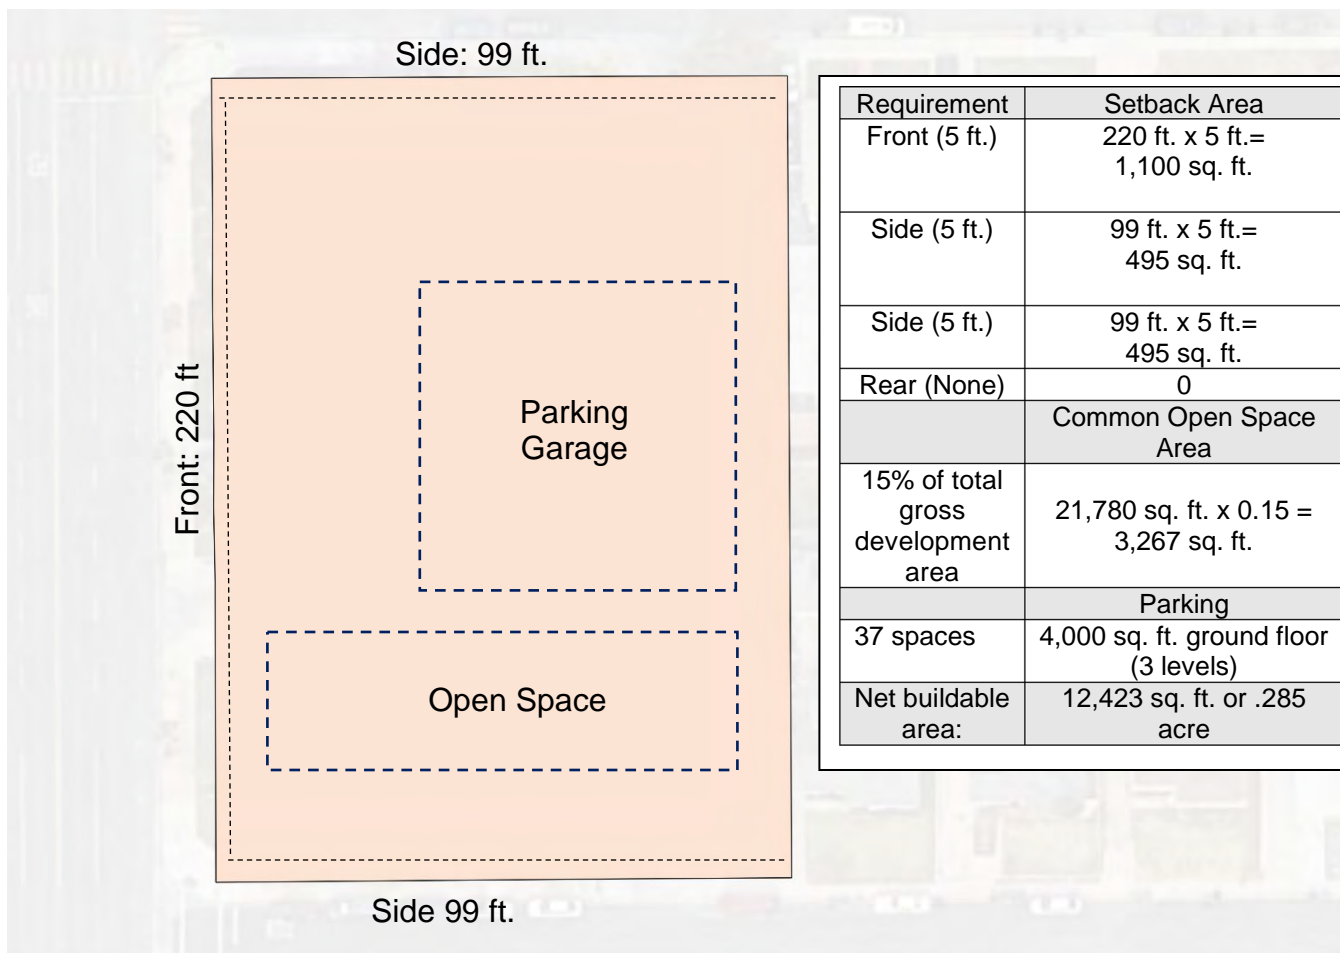 Side: 99 ft.
Front: 220 ft
Parking
Garage
Open Space
Side 99 ft.
Requirement Setback Area
Front (5 ft.) 220 ft. x 5 ft.=
1,100 sq. ft.
Side (5 ft.) 99 ft. x 5 ft.=
495 sq. ft.
Side (5 ft.) 99 ft. x 5 ft.=
495 sq. ft.
Rear (None) 0
Common Open Space
Area
15% of total
gross
development
area
21,780 sq. ft. x 0.15 =
3,267 sq. ft.
Parking
37 spaces 4,000 sq. ft. ground floor
(3 levels)
Net buildable
area:
12,423 sq. ft. or .285
acre